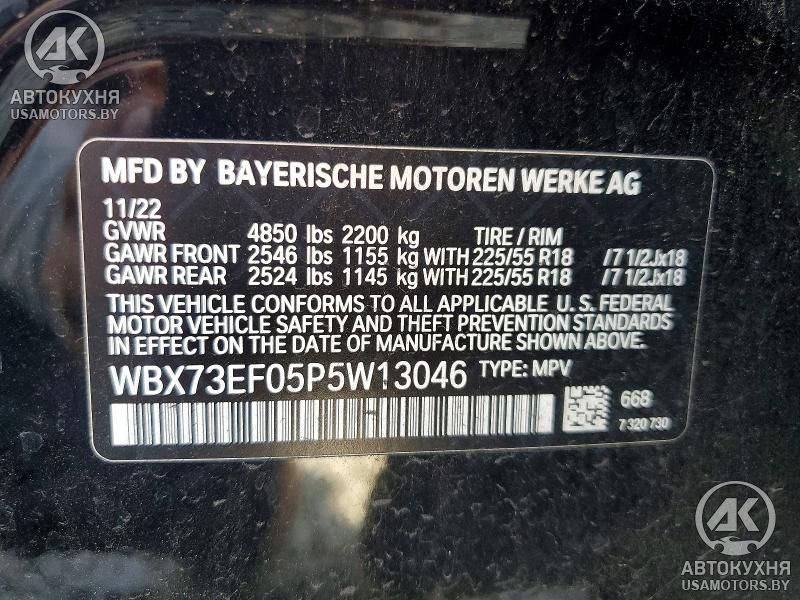 AK
АВТОКУХНЯ
USAMOTORS.BY
MFD BY BAYERISCHE MOTOREN WERKE AG
11/22
GVWR 4850 lbs 2200 kg TIRE / RIM
GAWR FRONT 2546 lbs 1155 kg WITH 225/55 R18 /7 1/2Jx18
GAWR REAR 2524 lbs 1145 kg WITH 225/55 R18 /7 1/2Jx18
THIS VEHICLE CONFORMS TO ALL APPLICABLE U. S. FEDERAL
MOTOR VEHICLE SAFETY AND THEFT PREVENTION STANDARDS
IN EFFECT ON THE DATE OF MANUFACTURE SHOWN ABOVE.
WBX73EF05P5W13046 TYPE: MPV
668
7 320 730
AK
АВТОКУХНЯ
USAMOTORS.BY